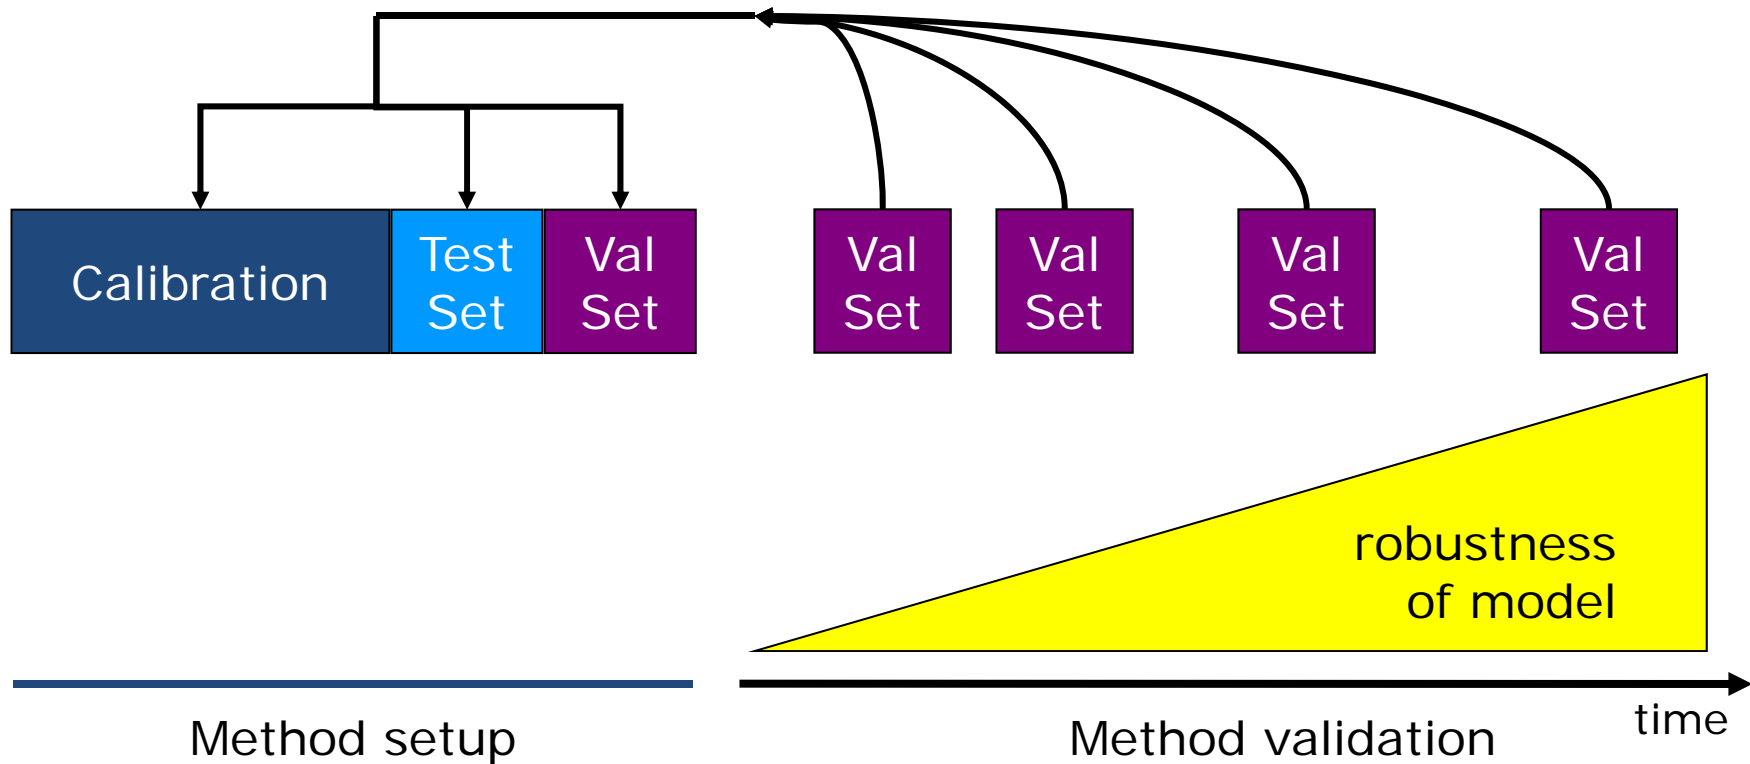 Calibration
Test
Set
Val
Set
Val
Set
Val
Set
Val
Set
Val
Set
robustness
of model
time
Method setup
Method validation